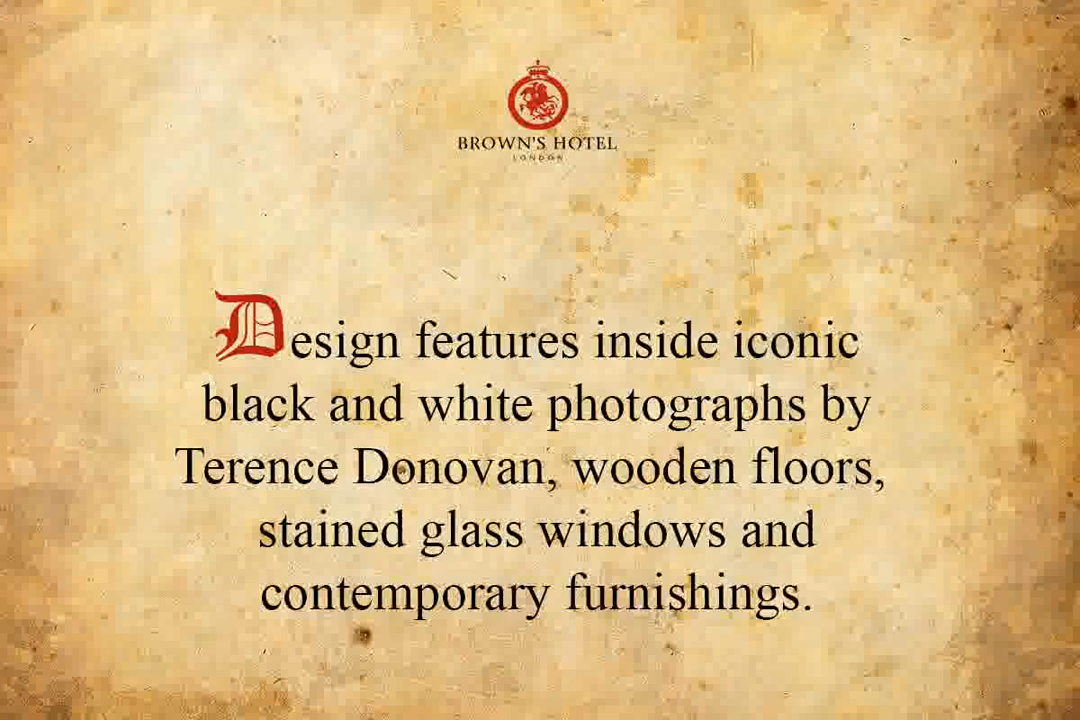 BROWN'S HOTEL
LONDON
Design features inside iconic
black and white photographs by
Terence Donovan, wooden floors,
stained glass windows and
contemporary furnishings.